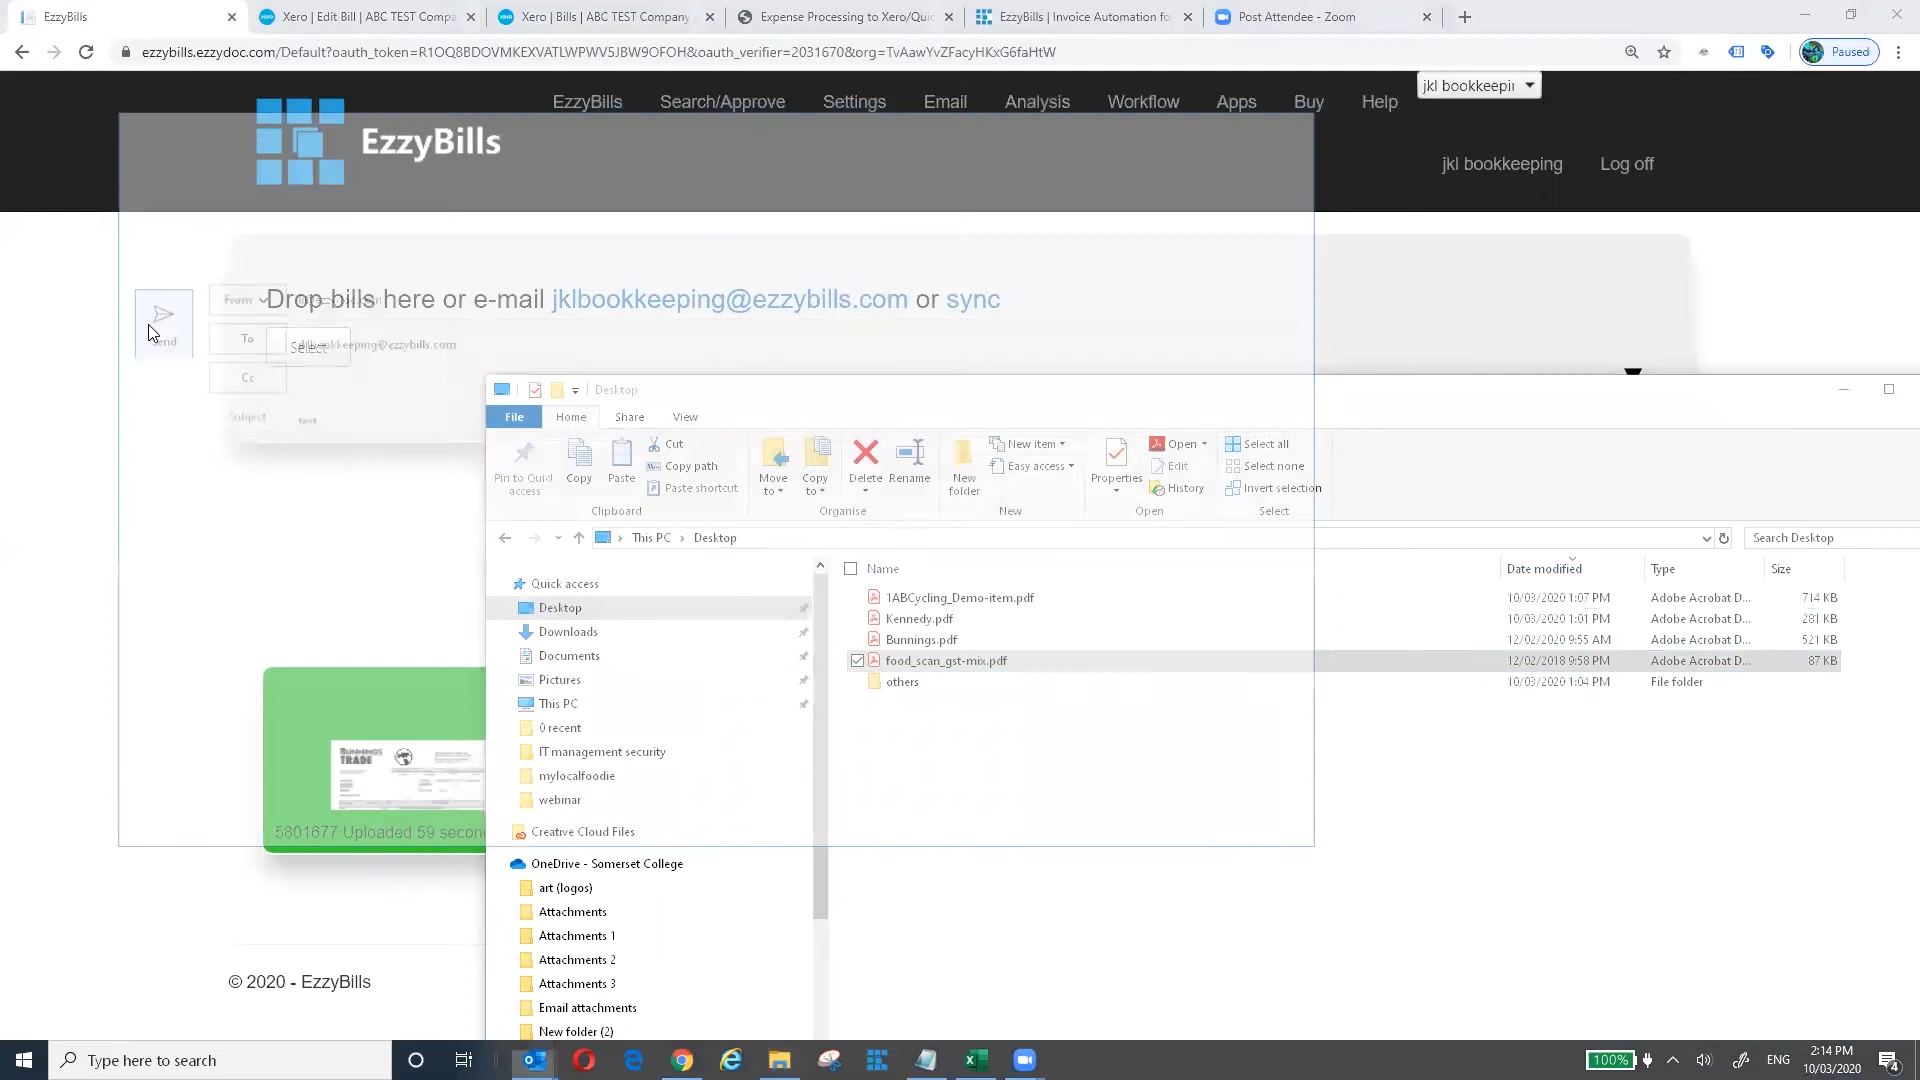 EzzyBills
Xero | Edit Bill | ABC TEST Compa
Xero | Bills | ABC TEST Company
Expense Processing to Xero/Quic
EzzyBills | Invoice Automation fo
Post Attendee - Zoom
ezzybills.ezzydoc.com/Default?oauth_token=R1OQ8BDOVMKEXVATLWPWV5JBW9OFOH&oauth_verifier=2031670&org=TvAawYvZFacyHKxG6faHtW
Paused
EzzyBills Search/Approve Settings Email Analysis Workflow Apps Buy Help
jkl bookkeepir
EzzyBills
jkl bookkeeping Log off
Drop bills here or e-mail jklbookkeeping@ezzybills.com or sync
From
Send
To
Select
jklbookkeeping@ezzybills.com
Cc
Subject
test
Desktop
File Home Share View
Pin to Quick access
Copy
Paste
Cut
Copy path
Paste shortcut
Clipboard
Move to
Copy to
Delete
Rename
Organise
New folder
New item
Easy access
New
Properties
Open
Edit
History
Open
Select all
Select none
Invert selection
Select
This PC > Desktop
Search Desktop
Name Date modified Type Size
1ABCycling_Demo-item.pdf 10/03/2020 1:07 PM Adobe Acrobat D... 714 KB
Kennedy.pdf 10/03/2020 1:01 PM Adobe Acrobat D... 281 KB
Bunnings.pdf 12/02/2020 9:55 AM Adobe Acrobat D... 521 KB
food_scan_gst-mix.pdf 12/02/2018 9:58 PM Adobe Acrobat D... 87 KB
others 10/03/2020 1:04 PM File folder
Quick access
Desktop
Downloads
Documents
Pictures
This PC
0 recent
IT management security
mylocalfoodie
webinar
Creative Cloud Files
OneDrive - Somerset College
art (logos)
Attachments
Attachments 1
Attachments 2
Attachments 3
Email attachments
New folder (2)
BUNNINGS
TRADE
5801677 Uploaded 59 secon
© 2020 - EzzyBills
Type here to search
100%
ENG
2:14 PM
10/03/2020
4